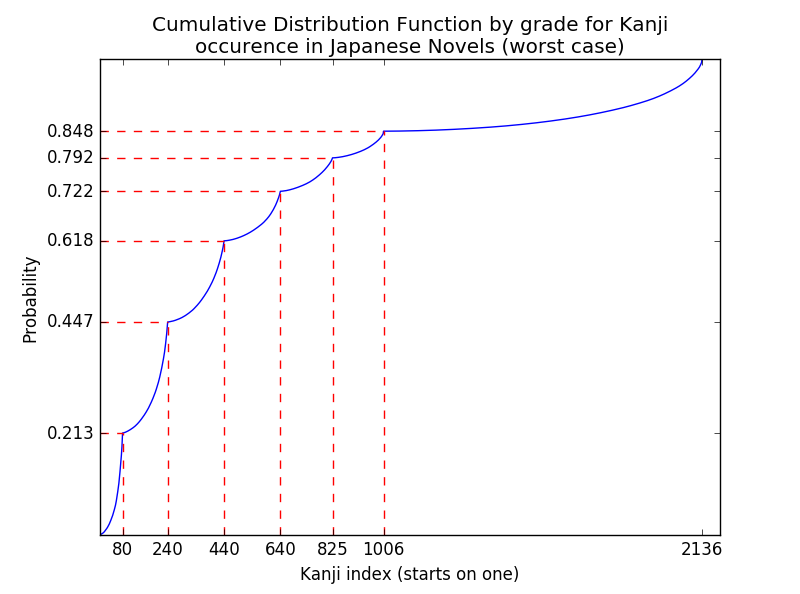 Cumulative Distribution Function by grade for Kanji
occurence in Japanese Novels (worst case)
0.848
0.792
0.722
0.618
0.447
0.213
Probability
80 240 440 640 825 1006 2136
Kanji index (starts on one)